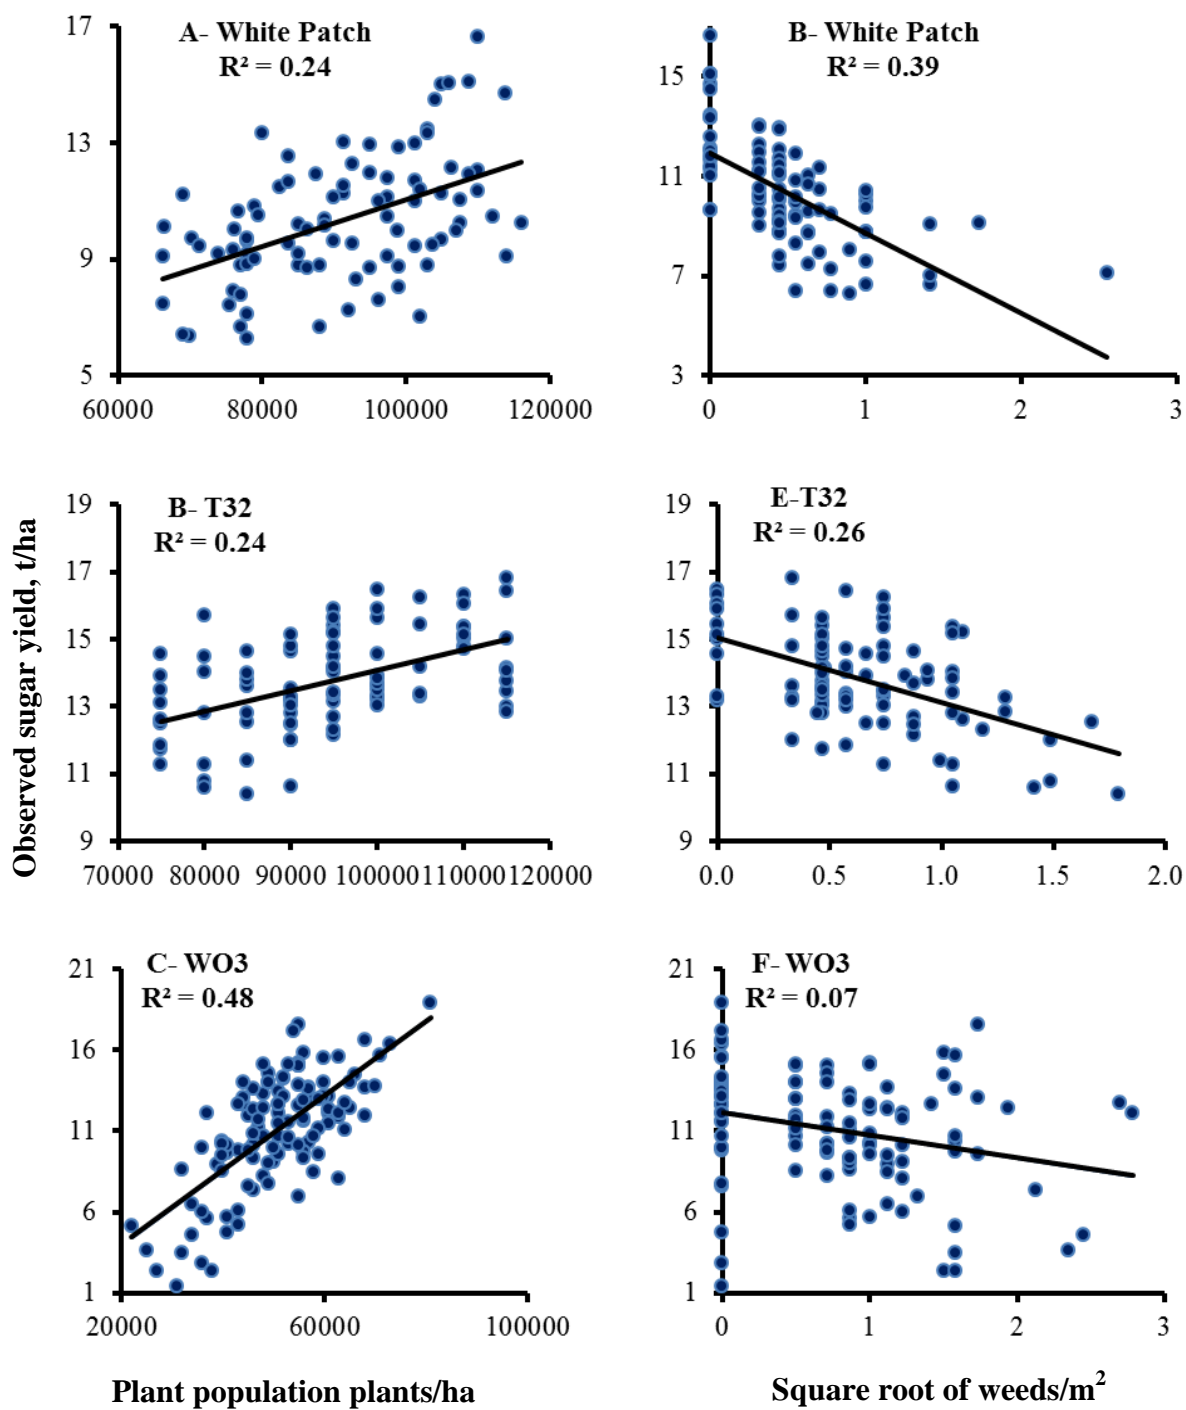 A- White Patch
R² = 0.24
17
13
9
5
60000 80000 100000 120000
B- White Patch
R² = 0.39
15
11
7
3
0 1 2 3
Observed sugar yield, t/ha
B- T32
R² = 0.24
19
17
15
13
11
9
70000 80000 90000 100000 110000 120000
E-T32
R² = 0.26
19
17
15
13
11
9
0.0 0.5 1.0 1.5 2.0
C- WO3
R² = 0.48
21
16
11
6
1
20000 60000 100000
F- WO3
R² = 0.07
21
16
11
6
1
0 1 2 3
Plant population plants/ha
Square root of weeds/m²